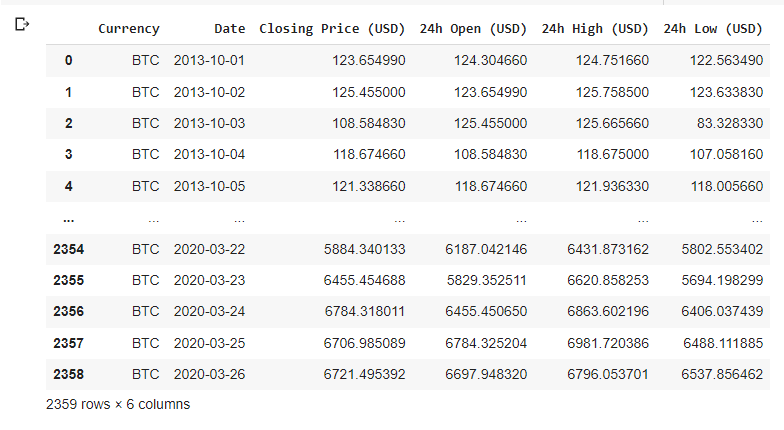 Currency Date Closing Price (USD) 24h Open (USD) 24h High (USD) 24h Low (USD)
0 BTC 2013-10-01 123.654990 124.304660 124.751660 122.563490
1 BTC 2013-10-02 125.455000 123.654990 125.758500 123.633830
2 BTC 2013-10-03 108.584830 125.455000 125.665660 83.328330
3 BTC 2013-10-04 118.674660 108.584830 118.675000 107.058160
4 BTC 2013-10-05 121.338660 118.674660 121.936330 118.005660
... ... ... ... ... ... ...
2354 BTC 2020-03-22 5884.340133 6187.042146 6431.873162 5802.553402
2355 BTC 2020-03-23 6455.454688 5829.352511 6620.858253 5694.198299
2356 BTC 2020-03-24 6784.318011 6455.450650 6863.602196 6406.037439
2357 BTC 2020-03-25 6706.985089 6784.325204 6981.720386 6488.111885
2358 BTC 2020-03-26 6721.495392 6697.948320 6796.053701 6537.856462
2359 rows × 6 columns